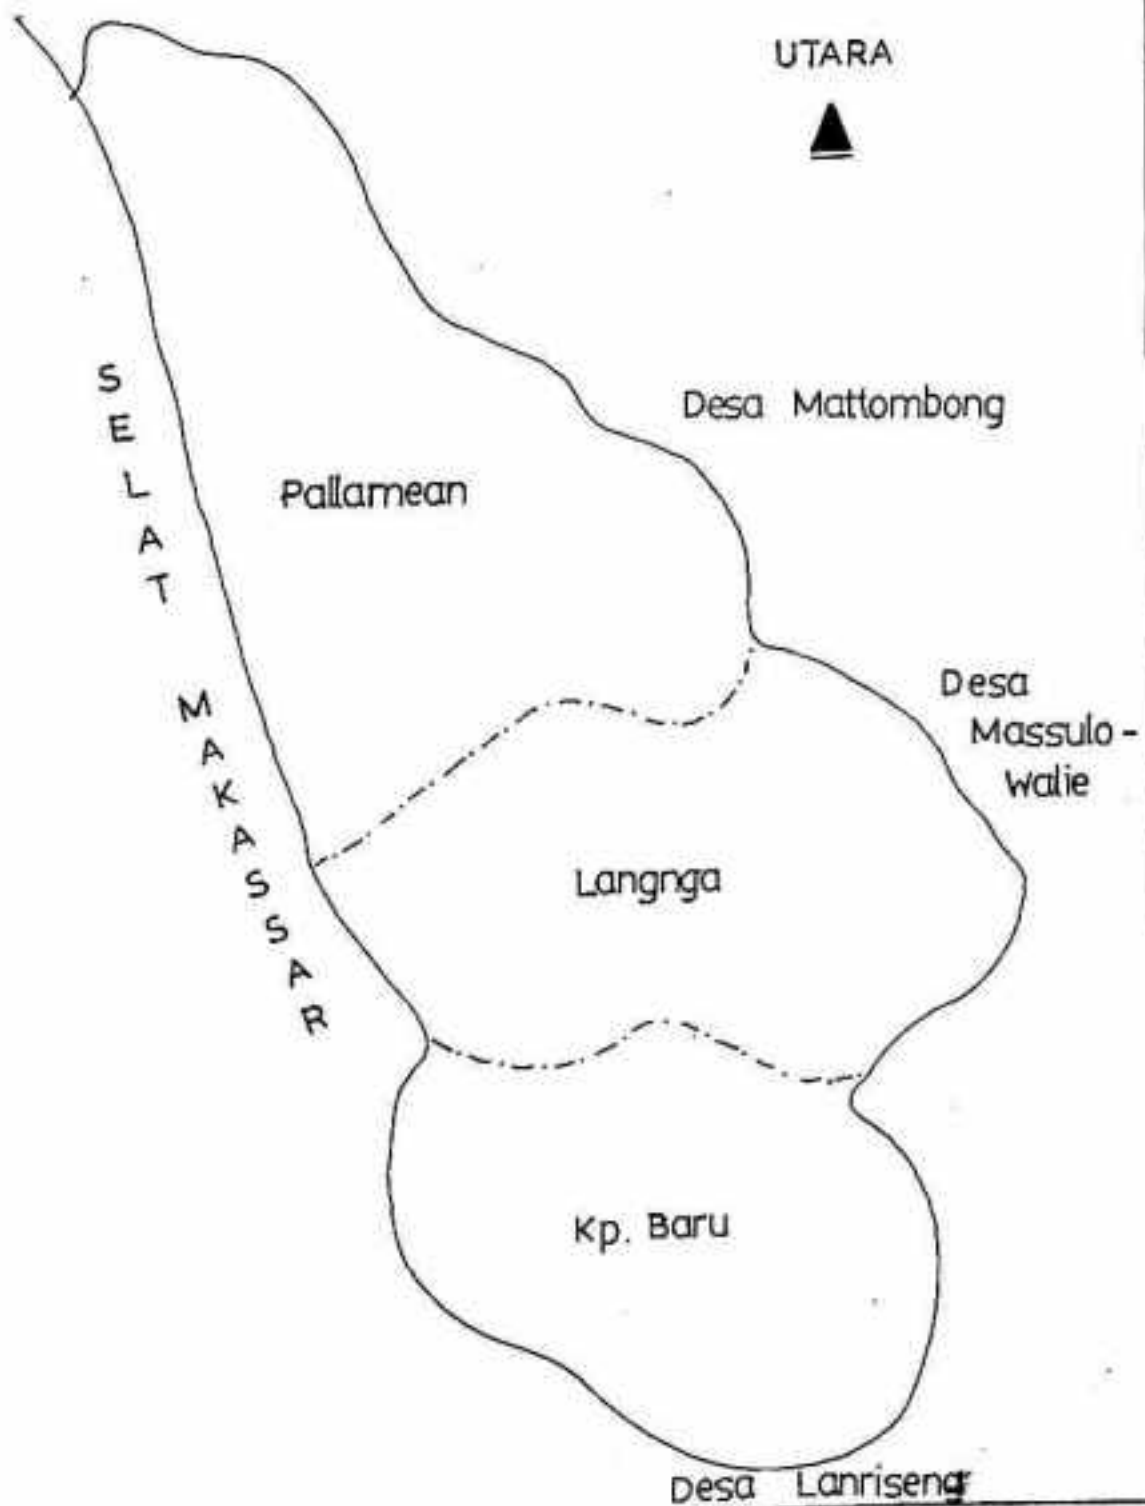 UTARA
Desa Mattombong
Pallamean
SELAT MAKASSAR
Desa
Massulo-
Walie
Langnga
Kp. Baru
Desa Lanriseng